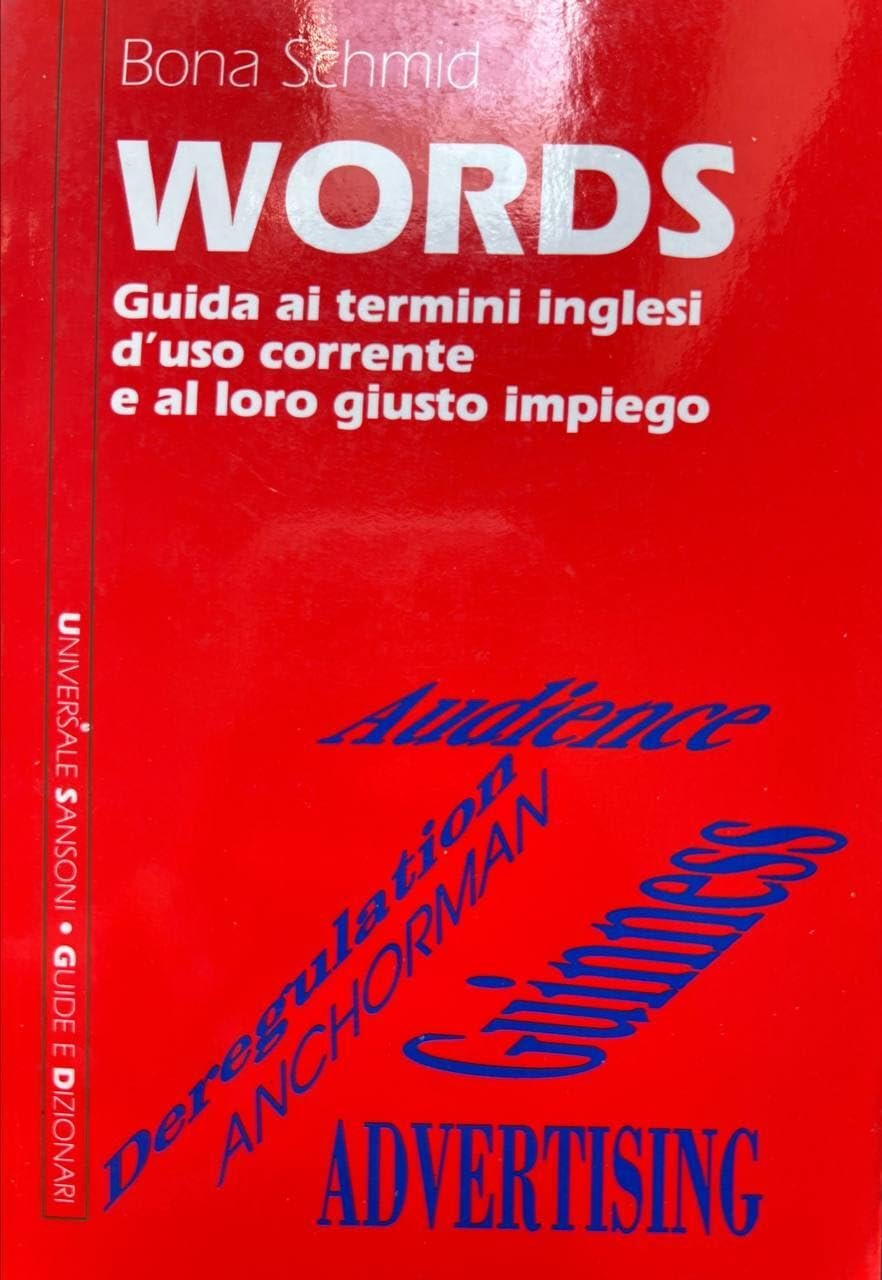 Bona Schmid
WORDS
Guida ai termini inglesi
d'uso corrente
e al loro giusto impiego
UNIVERSALE SANSONI • GUIDE E DIZIONARI
Audience
Deregulation
ANCHORMAN
Guinness
ADVERTISING